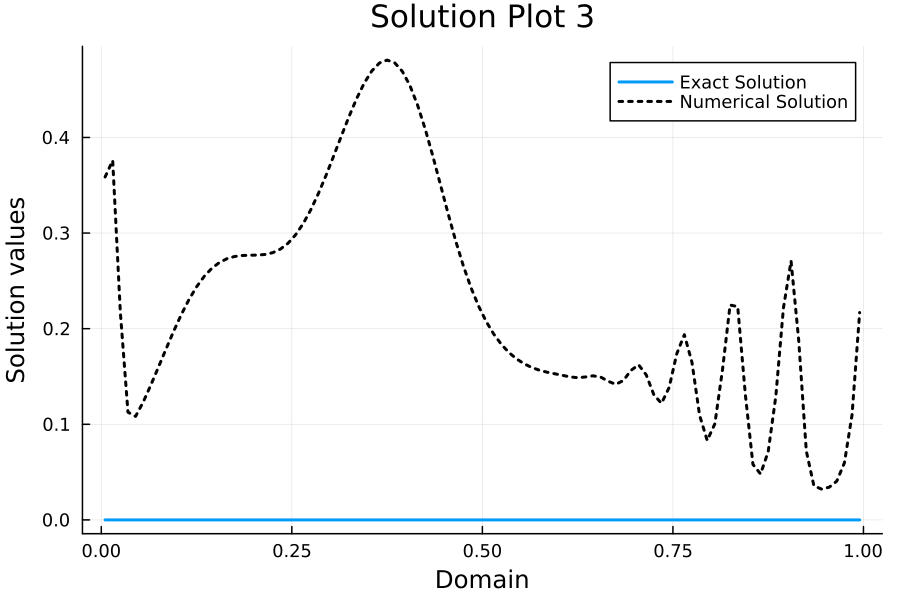 Solution Plot 3
Exact Solution
Numerical Solution
Solution values
0.4
0.3
0.2
0.1
0.0
0.00 0.25 0.50 0.75 1.00
Domain